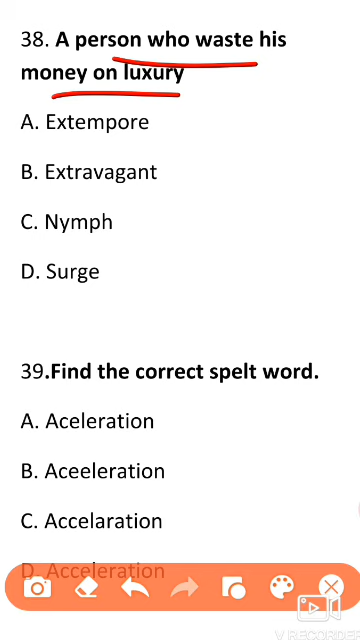 38. A person who waste his
money on luxury
A. Extempore
B. Extravagant
C. Nymph
D. Surge
39.Find the correct spelt word.
A. Aceleration
B. Aceeleration
C. Accelaration
D. Acceleration
V RECORDER